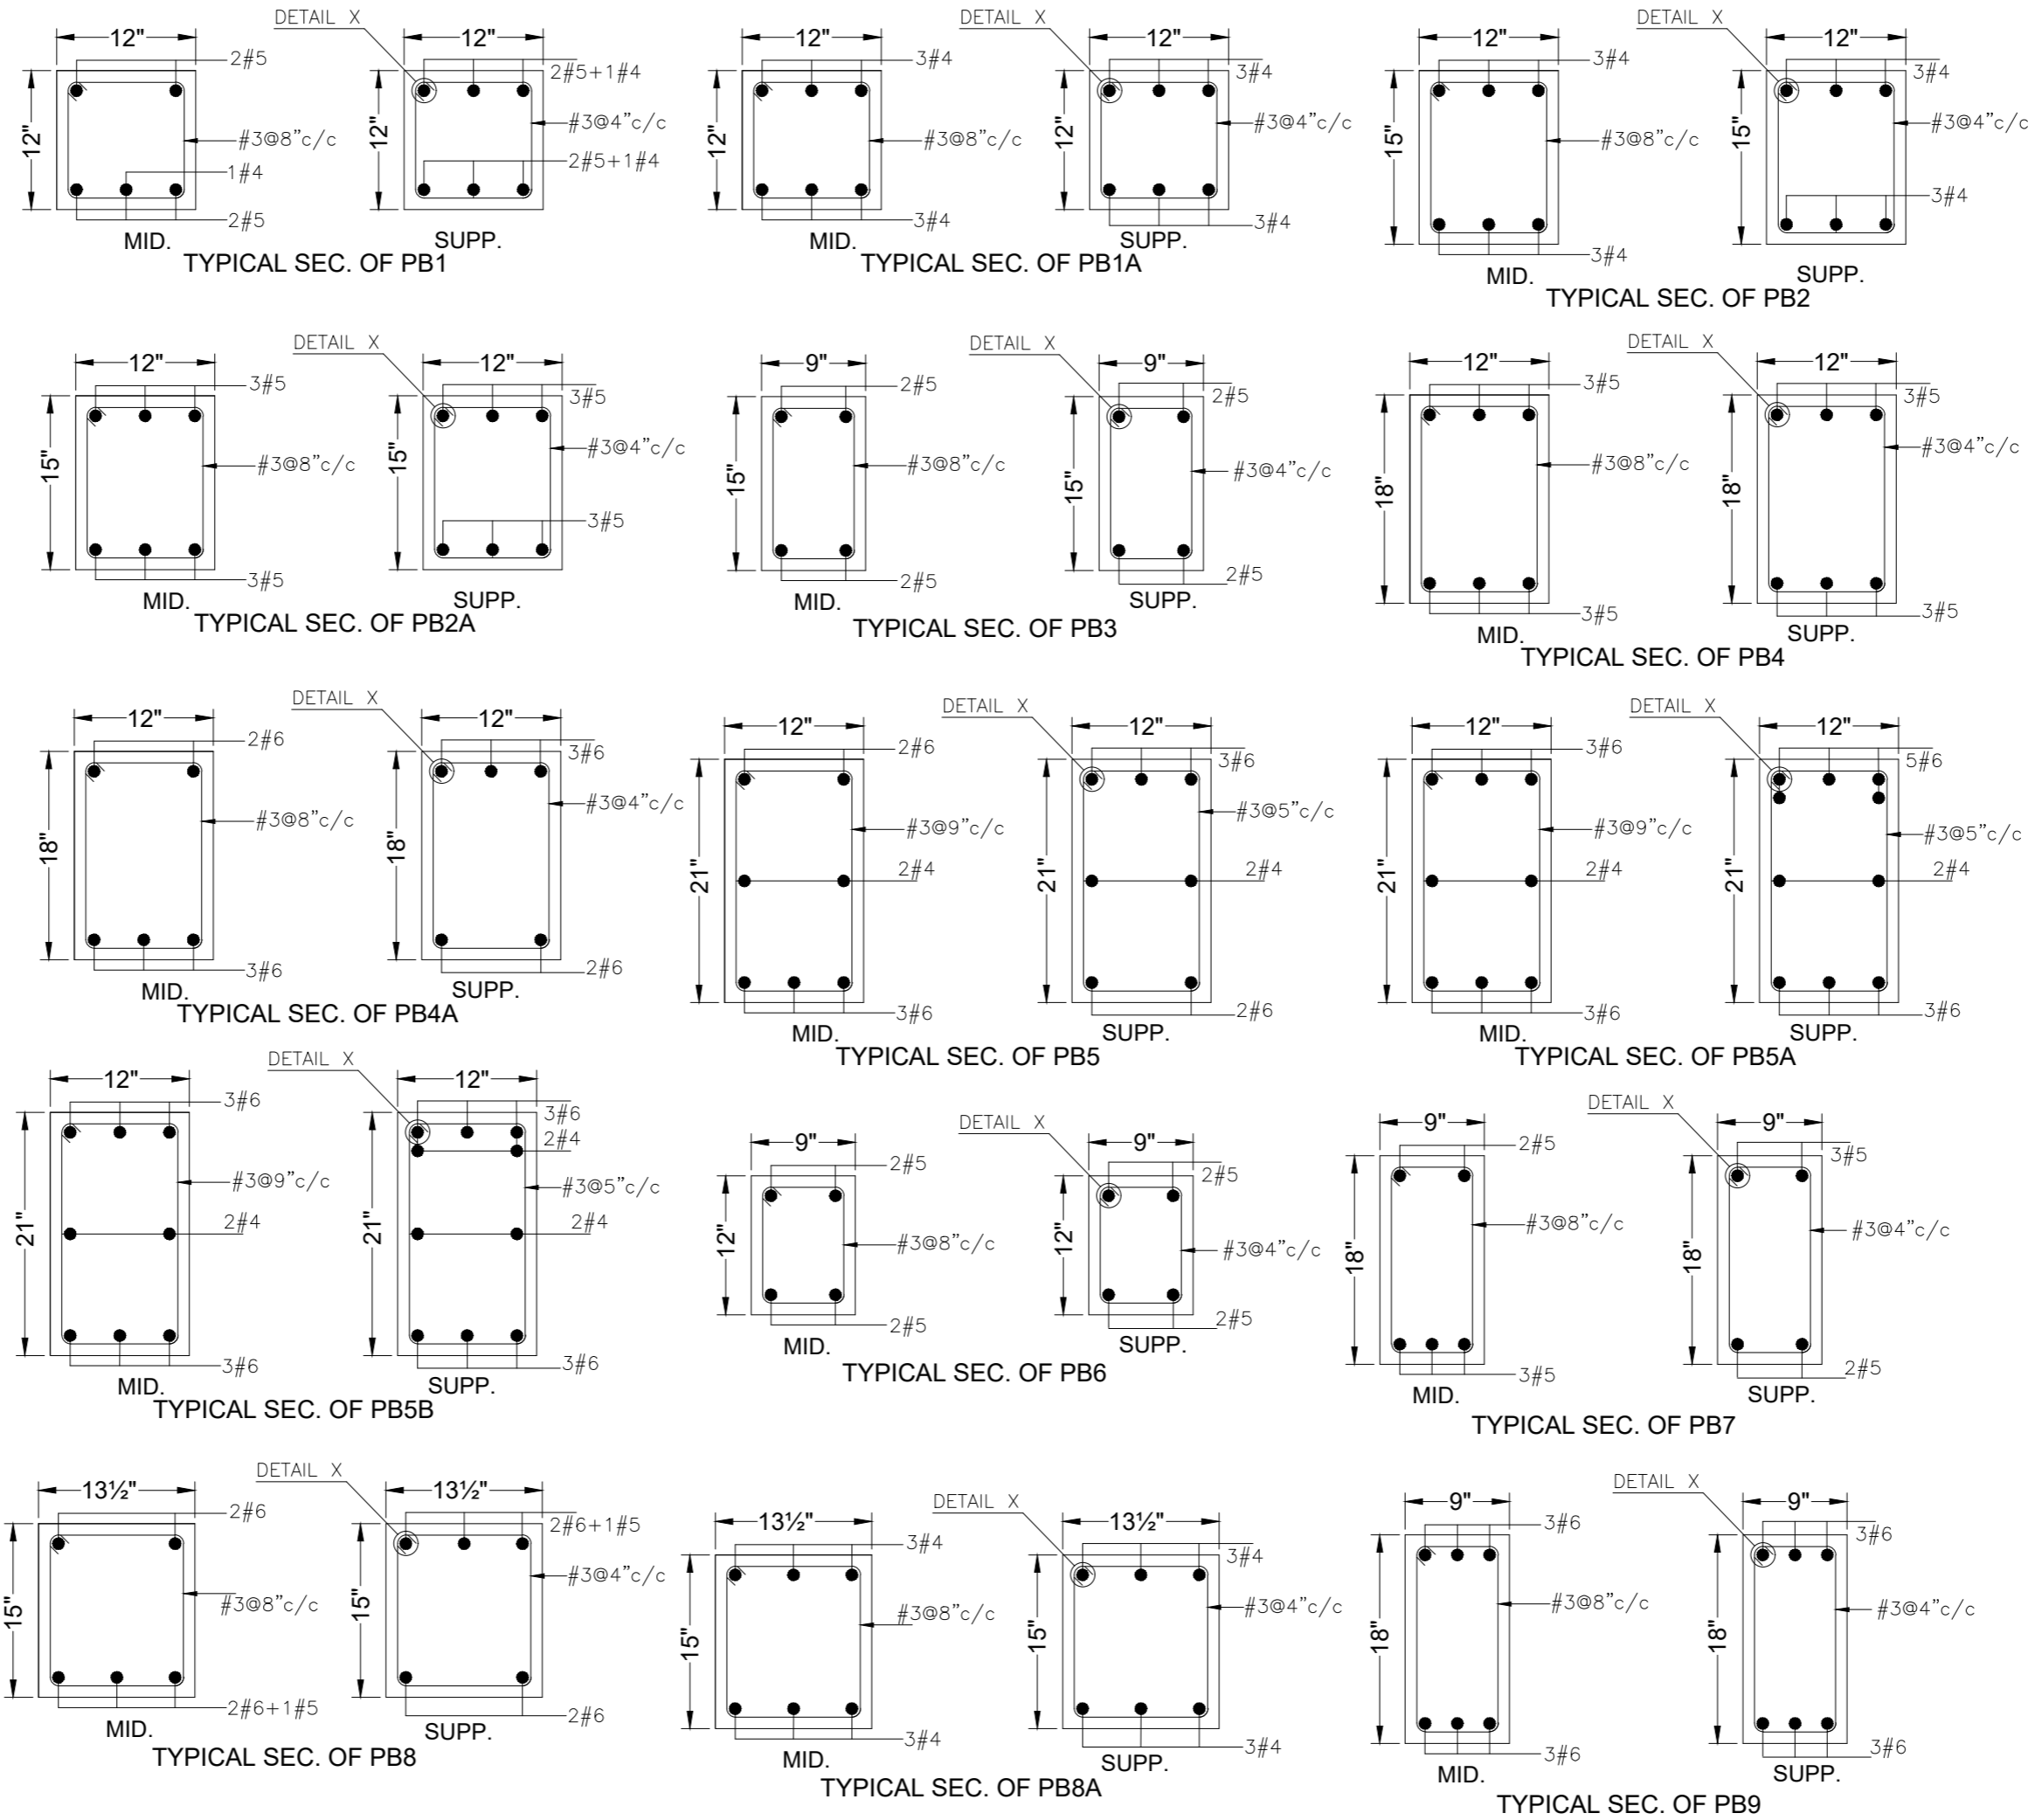 DETAIL X
12"
12"
2#5
2#5+1#4
12"
12"
#3@8"c/c
#3@4"c/c
1#4
2#5+1#4
2#5
MID.
SUPP.
TYPICAL SEC. OF PB1
DETAIL X
12"
12"
3#4
3#4
12"
12"
#3@8"c/c
#3@4"c/c
3#4
3#4
MID.
SUPP.
TYPICAL SEC. OF PB1A
DETAIL X
12"
12"
3#4
3#4
15"
15"
#3@8"c/c
#3@4"c/c
3#4
3#4
MID.
SUPP.
TYPICAL SEC. OF PB2
DETAIL X
12"
12"
3#5
3#5
15"
15"
#3@8"c/c
#3@4"c/c
3#5
3#5
MID.
SUPP.
TYPICAL SEC. OF PB2A
DETAIL X
9"
9"
2#5
2#5
15"
15"
#3@8"c/c
#3@4"c/c
2#5
2#5
MID.
SUPP.
TYPICAL SEC. OF PB3
DETAIL X
12"
12"
3#5
3#5
18"
18"
#3@8"c/c
#3@4"c/c
3#5
3#5
MID.
SUPP.
TYPICAL SEC. OF PB4
DETAIL X
12"
12"
2#6
3#6
18"
18"
#3@8"c/c
#3@4"c/c
3#6
2#6
MID.
SUPP.
TYPICAL SEC. OF PB4A
DETAIL X
12"
12"
2#6
3#6
21"
21"
#3@9"c/c
#3@5"c/c
2#4
2#4
3#6
2#6
MID.
SUPP.
TYPICAL SEC. OF PB5
DETAIL X
12"
12"
3#6
5#6
21"
21"
#3@9"c/c
#3@5"c/c
2#4
2#4
3#6
3#6
MID.
SUPP.
TYPICAL SEC. OF PB5A
DETAIL X
12"
12"
3#6
3#6
2#4
21"
21"
#3@9"c/c
#3@5"c/c
2#4
2#4
3#6
3#6
MID.
SUPP.
TYPICAL SEC. OF PB5B
DETAIL X
9"
9"
2#5
2#5
12"
12"
#3@8"c/c
#3@4"c/c
2#5
2#5
MID.
SUPP.
TYPICAL SEC. OF PB6
DETAIL X
9"
9"
2#5
3#5
18"
18"
#3@8"c/c
#3@4"c/c
3#5
2#5
MID.
SUPP.
TYPICAL SEC. OF PB7
DETAIL X
13½"
13½"
2#6
2#6+1#5
15"
15"
#3@8"c/c
#3@4"c/c
2#6+1#5
2#6
MID.
SUPP.
TYPICAL SEC. OF PB8
DETAIL X
13½"
13½"
3#4
3#4
15"
15"
#3@8"c/c
#3@4"c/c
3#4
3#4
MID.
SUPP.
TYPICAL SEC. OF PB8A
DETAIL X
9"
9"
3#6
3#6
18"
18"
#3@8"c/c
#3@4"c/c
3#6
3#6
MID.
SUPP.
TYPICAL SEC. OF PB9